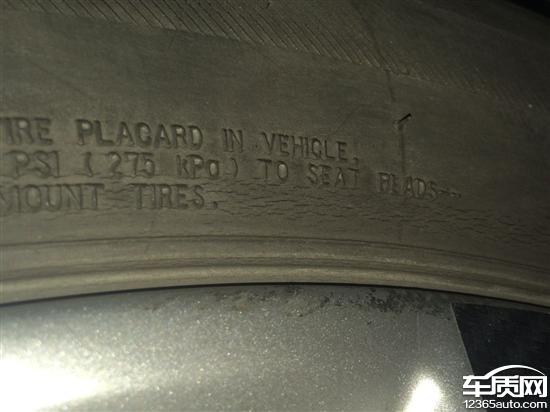 TIRE PLACARD IN VEHICLE.
PSI (275 kPa) TO SEAT BEADS--
MOUNT TIRES.
车质网
12365auto.com